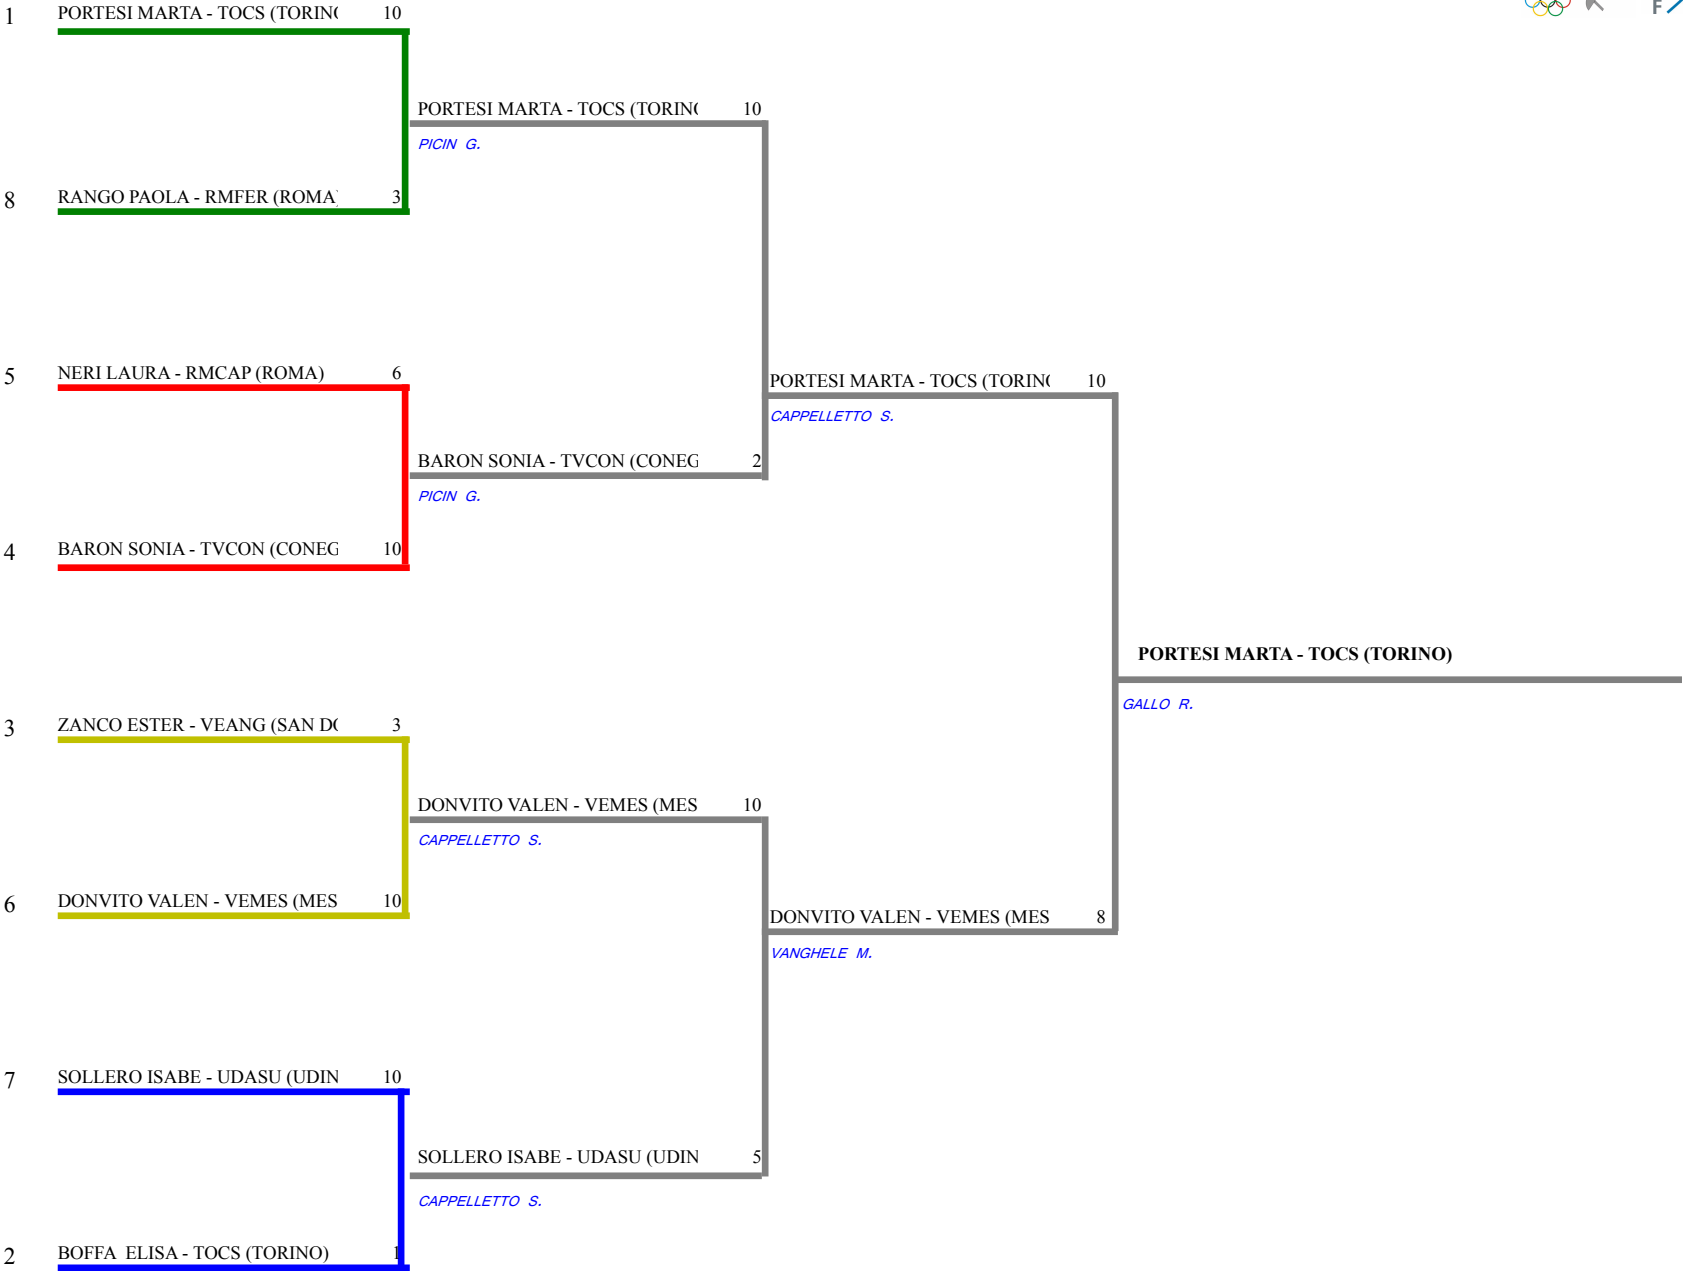 1 PORTESI MARTA - TOCS (TORIN 10
F
PORTESI MARTA - TOCS (TORIN 10
PICIN G.
8 RANGO PAOLA - RMFER (ROMA) 3
5 NERI LAURA - RMCAP (ROMA) 6
PORTESI MARTA - TOCS (TORIN 10
CAPPELLETTO S.
BARON SONIA - TVCON (CONEG 2
PICIN G.
4 BARON SONIA - TVCON (CONEG 10
PORTESI MARTA - TOCS (TORINO)
GALLO R.
3 ZANCO ESTER - VEANG (SAN DO 3
DONVITO VALEN - VEMES (MES 10
CAPPELLETTO S.
6 DONVITO VALEN - VEMES (MES 10
DONVITO VALEN - VEMES (MES 8
VANGHELE M.
7 SOLLERO ISABE - UDASU (UDIN 10
SOLLERO ISABE - UDASU (UDIN 5
CAPPELLETTO S.
2 BOFFA ELISA - TOCS (TORINO) 1